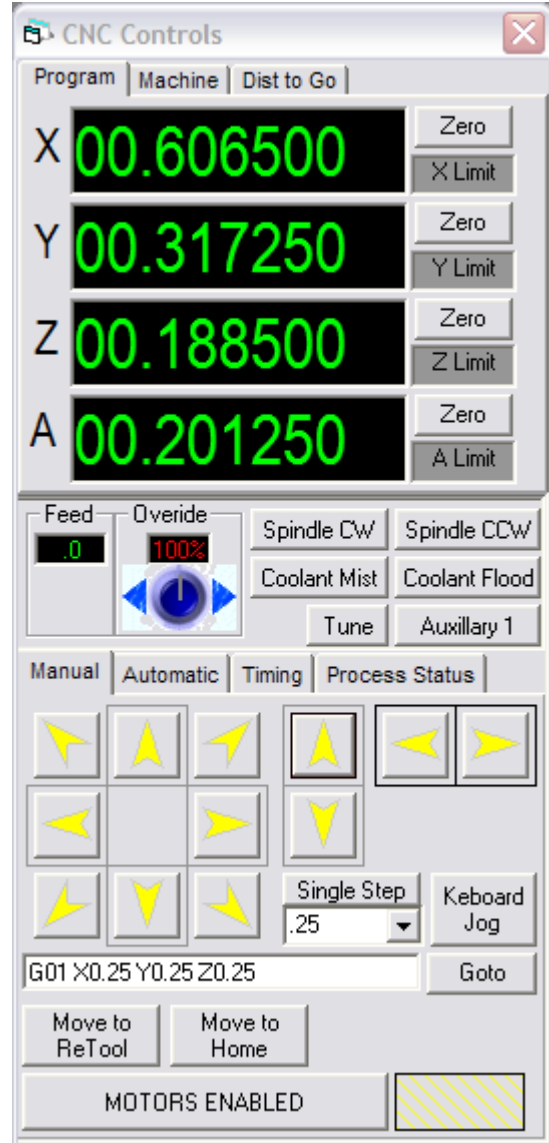 CNC Controls
Program Machine Dist to Go
X 00.606500 Zero
X Limit
Y 00.317250 Zero
Y Limit
Z 00.188500 Zero
Z Limit
A 00.201250 Zero
A Limit
Feed Overide
.0 100%
Spindle CW Spindle CCW
Coolant Mist Coolant Flood
Tune Auxillary 1
Manual Automatic Timing Process Status
Single Step
.25
Keboard
Jog
G01 X0.25 Y0.25 Z0.25 Goto
Move to
ReTool
Move to
Home
MOTORS ENABLED